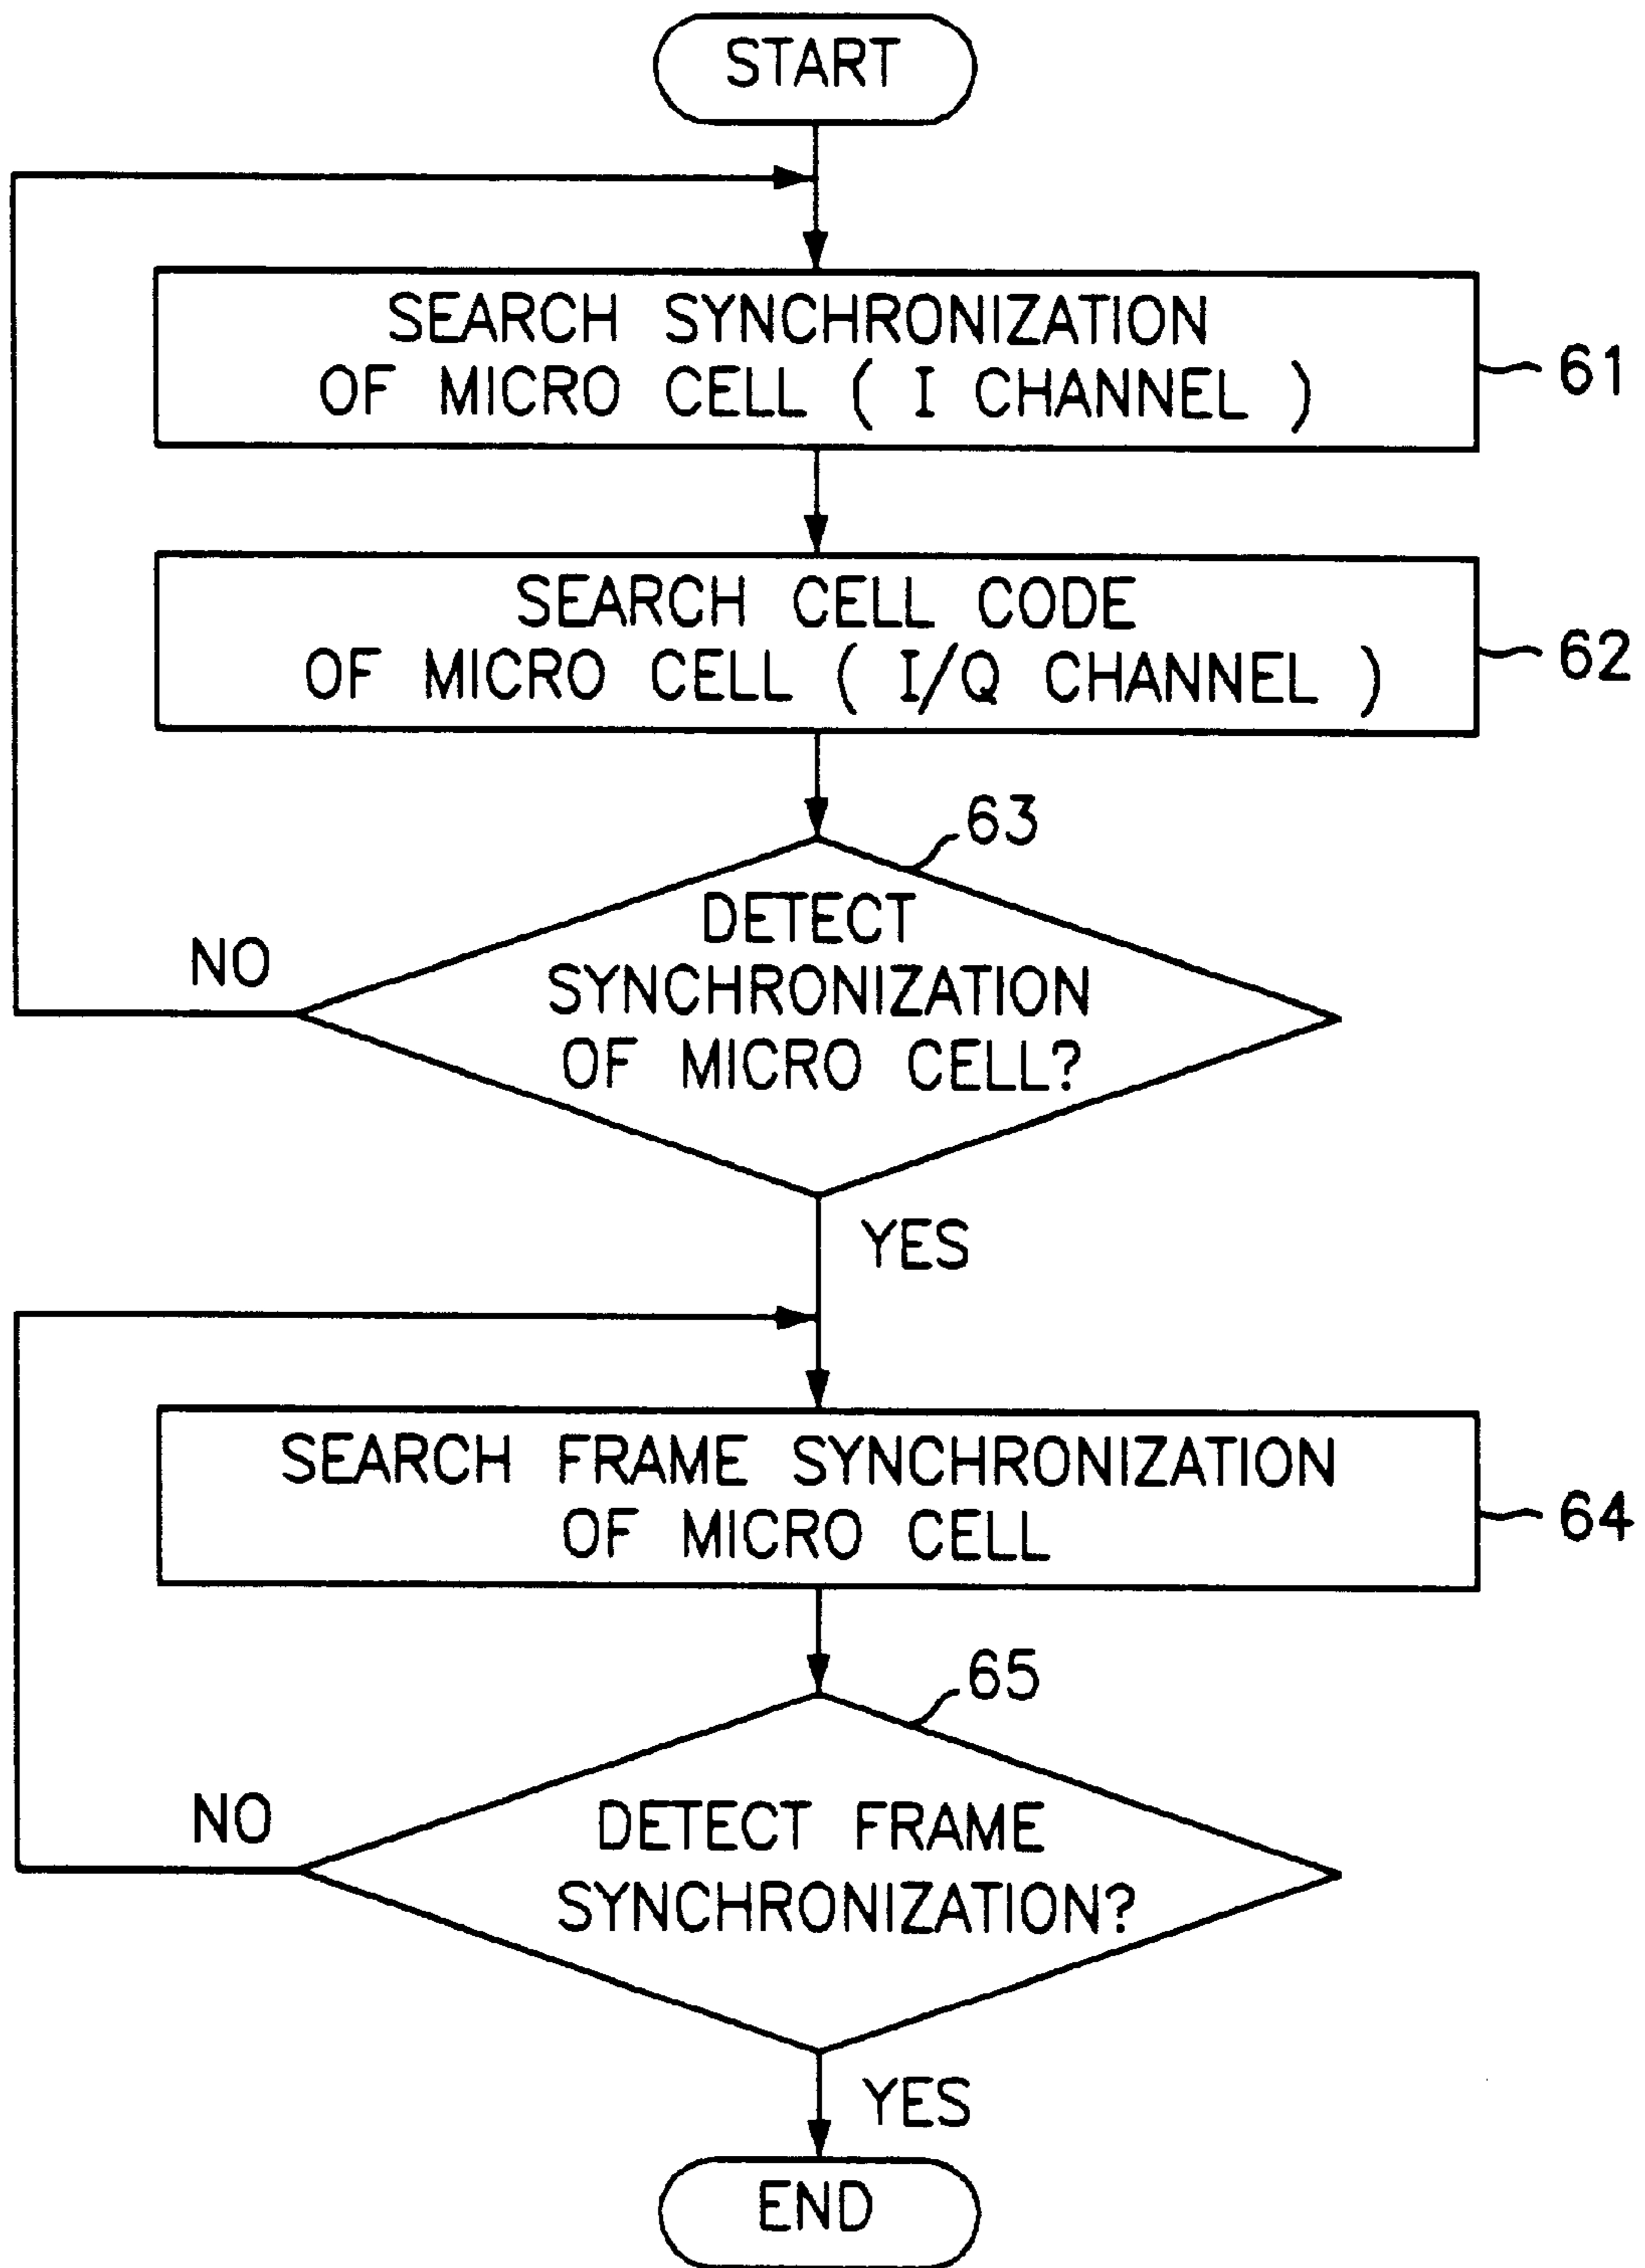 START
SEARCH SYNCHRONIZATION
OF MICRO CELL ( I CHANNEL )
61
SEARCH CELL CODE
OF MICRO CELL ( I/Q CHANNEL )
62
63
DETECT
SYNCHRONIZATION
OF MICRO CELL?
NO
YES
SEARCH FRAME SYNCHRONIZATION
OF MICRO CELL
64
65
DETECT FRAME
SYNCHRONIZATION?
NO
YES
END